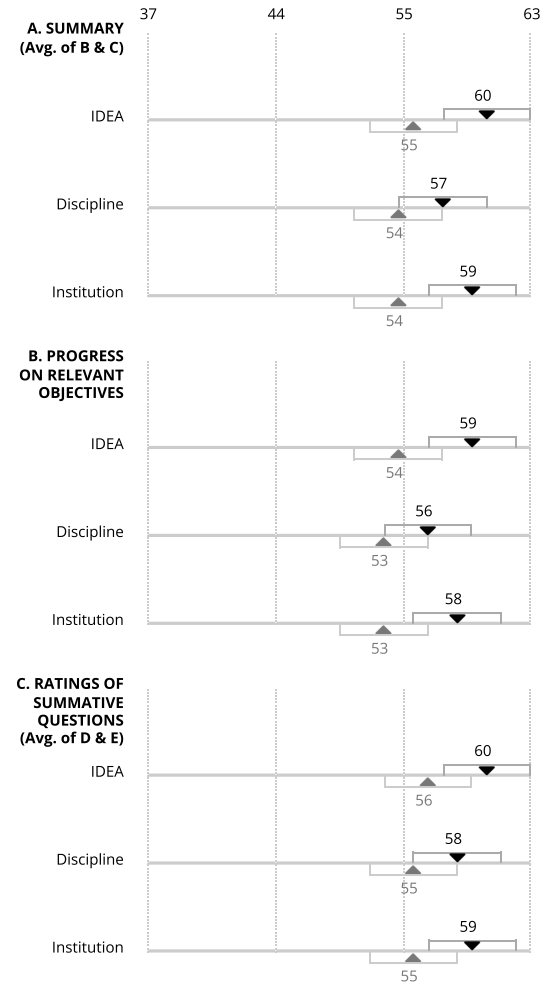 37 44 55 63
A. SUMMARY
(Avg. of B & C)
60
IDEA
55
57
Discipline
54
59
Institution
54
B. PROGRESS
ON RELEVANT
OBJECTIVES
59
IDEA
54
56
Discipline
53
58
Institution
53
C. RATINGS OF
SUMMATIVE
QUESTIONS
(Avg. of D & E)
60
IDEA
56
58
Discipline
55
59
Institution
55